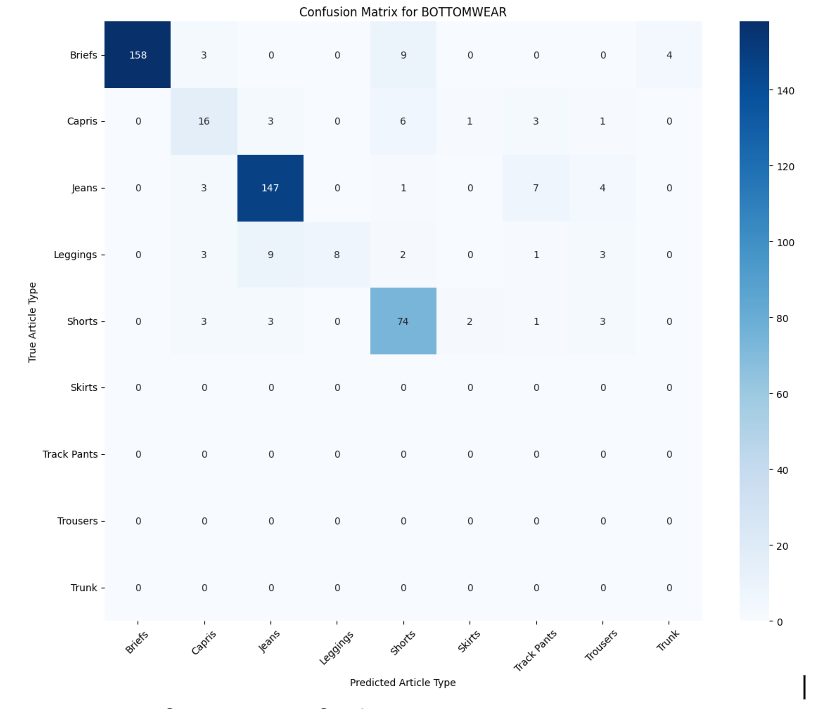 Confusion Matrix for BOTTOMWEAR
Briefs 158 3 0 0 9 0 0 0 4
Capris 0 16 3 0 6 1 3 1 0
Jeans 0 3 147 0 1 0 7 4 0
Leggings 0 3 9 8 2 0 1 3 0
Shorts 0 3 3 0 74 2 1 3 0
Skirts 0 0 0 0 0 0 0 0 0
Track Pants 0 0 0 0 0 0 0 0 0
Trousers 0 0 0 0 0 0 0 0 0
Trunk 0 0 0 0 0 0 0 0 0
True Article Type
Briefs Capris Jeans Leggings Shorts Skirts Track Pants Trousers Trunk
Predicted Article Type
140
120
100
80
60
40
20
0